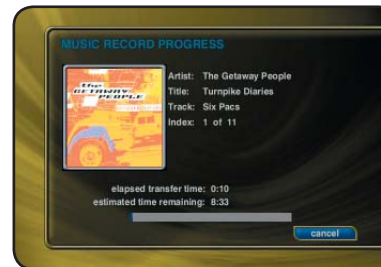 MUSIC RECORD PROGRESS
the
GETAWAY
PEOPLE
Artist: The Getaway People
Title: Turnpike Diaries
Track: Six Pacs
Index: 1 of 11
elapsed transfer time: 0:10
estimated time remaining: 8:33
cancel